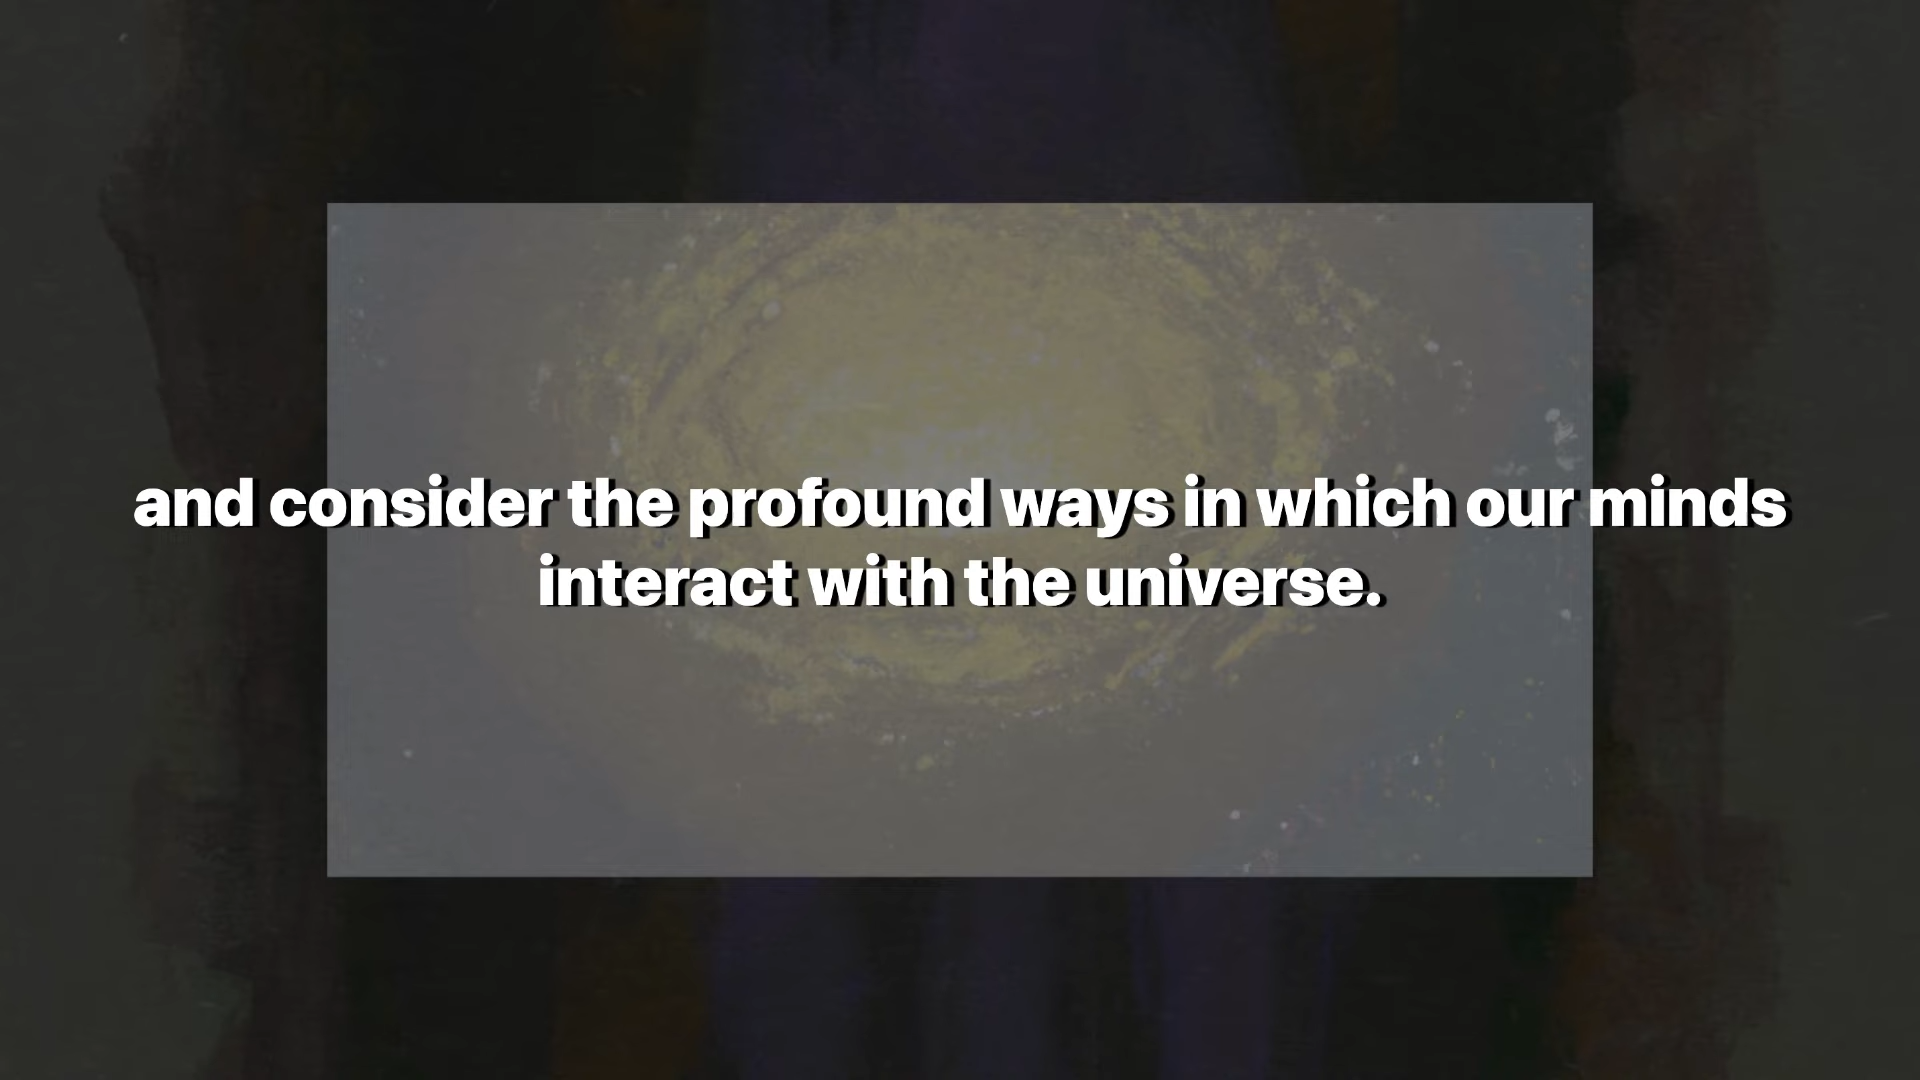 and consider the profound ways in which our minds
interact with the universe.